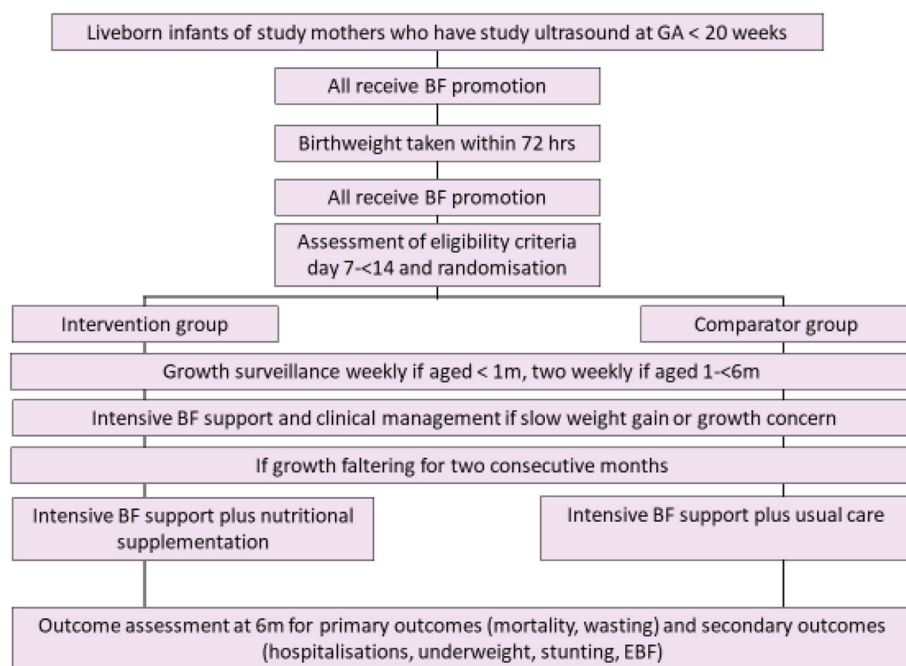 Liveborn infants of study mothers who have study ultrasound at GA < 20 weeks
All receive BF promotion
Birthweight taken within 72 hrs
All receive BF promotion
Assessment of eligibility criteria
day 7-<14 and randomisation
Intervention group
Comparator group
Growth surveillance weekly if aged < 1m, two weekly if aged 1-<6m
Intensive BF support and clinical management if slow weight gain or growth concern
If growth faltering for two consecutive months
Intensive BF support plus nutritional
supplementation
Intensive BF support plus usual care
Outcome assessment at 6m for primary outcomes (mortality, wasting) and secondary outcomes
(hospitalisations, underweight, stunting, EBF)